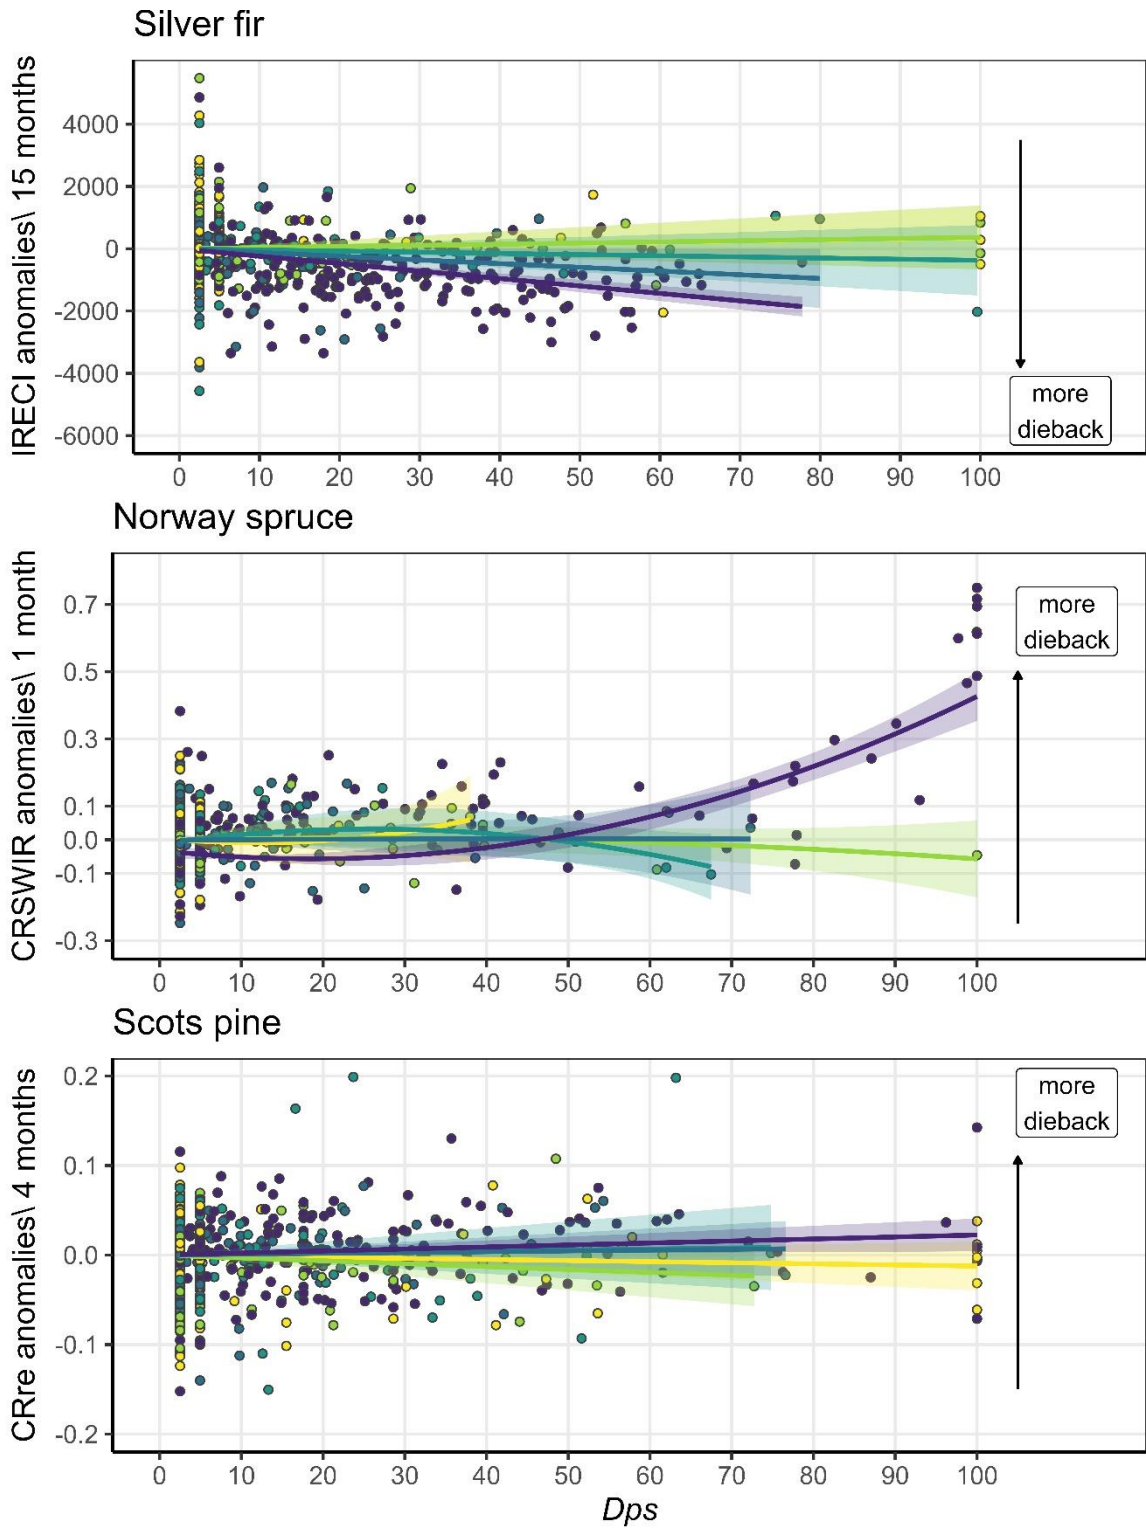 Silver fir
IRECI anomalies\ 15 months
4000
2000
0
-2000
-4000
-6000
more
dieback
0 10 20 30 40 50 60 70 80 90 100
Norway spruce
CRSWIR anomalies\ 1 month
0.7
0.5
0.3
0.1
0.0
-0.1
-0.3
more
dieback
0 10 20 30 40 50 60 70 80 90 100
Scots pine
CRre anomalies\ 4 months
0.2
0.1
0.0
-0.1
-0.2
more
dieback
0 10 20 30 40 50 60 70 80 90 100
Dps